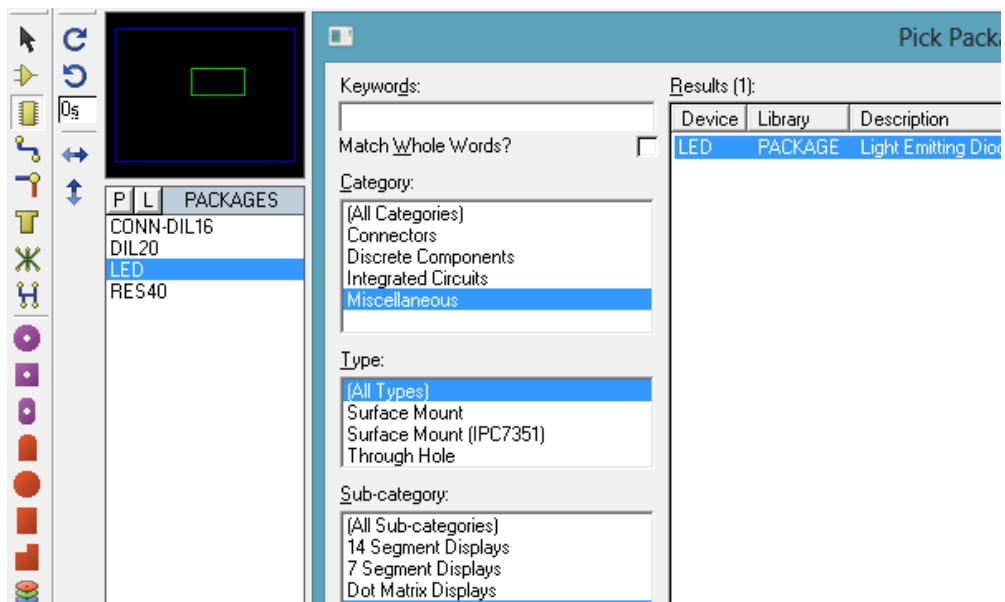 Pick Packa
0s
P L PACKAGES
CONN-DIL16
DIL20
LED
RES40
Keywords:
Match Whole Words?
Category:
(All Categories)
Connectors
Discrete Components
Integrated Circuits
Miscellaneous
Type:
(All Types)
Surface Mount
Surface Mount (IPC7351)
Through Hole
Sub-category:
(All Sub-categories)
14 Segment Displays
7 Segment Displays
Dot Matrix Displays
Results (1):
Device Library Description
LED PACKAGE Light Emitting Dioc